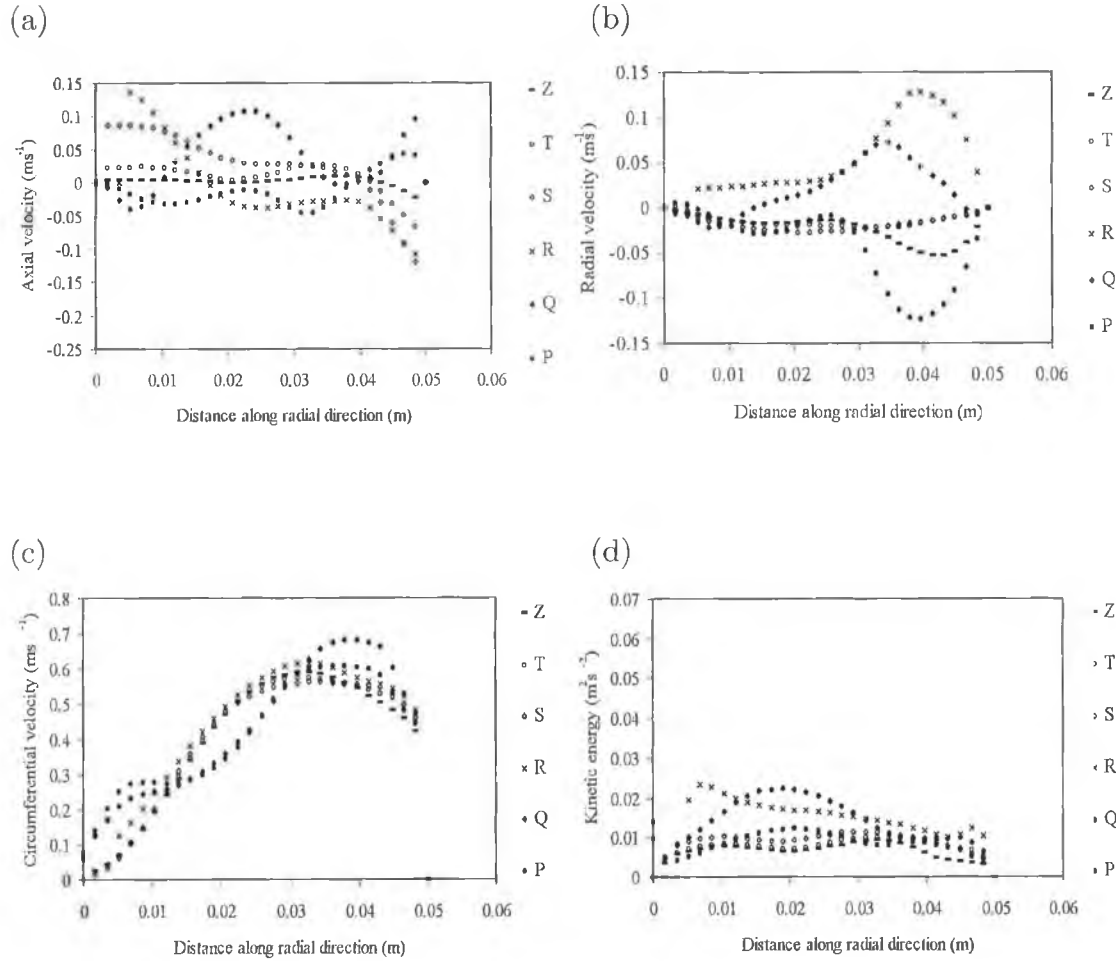 (a)
0.15
0.1
0.05
0
-0.05
-0.1
-0.15
-0.2
-0.25
Axial velocity (ms⁻¹)
0 0.01 0.02 0.03 0.04 0.05 0.06
Distance along radial direction (m)
Z
T
S
R
Q
P
(b)
0.15
0.1
0.05
0
-0.05
-0.1
-0.15
Radial velocity (ms⁻¹)
0 0.01 0.02 0.03 0.04 0.05 0.06
Distance along radial direction (m)
Z
T
S
R
Q
P
(c)
0.8
0.7
0.6
0.5
0.4
0.3
0.2
0.1
0
Circumferential velocity (ms ⁻¹)
0 0.01 0.02 0.03 0.04 0.05 0.06
Distance along radial direction (m)
Z
T
S
R
Q
P
(d)
0.07
0.06
0.05
0.04
0.03
0.02
0.01
0
Kinetic energy (m²s⁻²)
0 0.01 0.02 0.03 0.04 0.05 0.06
Distance along radial direction (m)
Z
T
S
R
Q
P